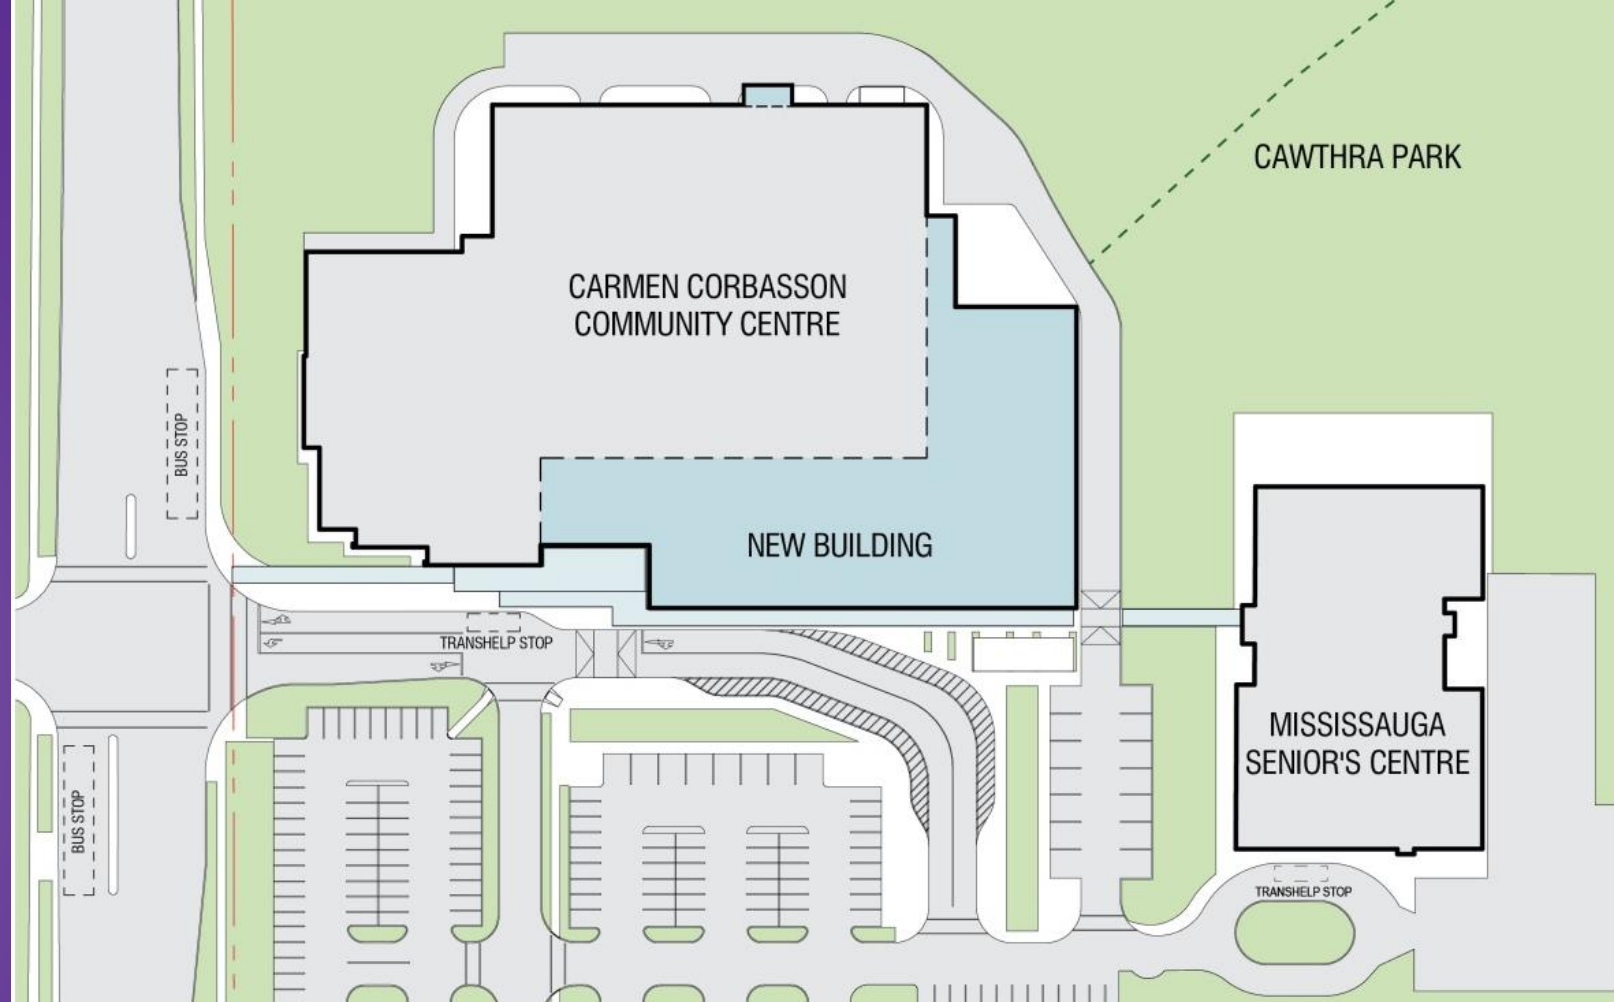 CAWTHRA PARK
CARMEN CORBASSON
COMMUNITY CENTRE
BUS STOP
NEW BUILDING
TRANSHELP STOP
MISSISSAUGA
SENIOR'S CENTRE
BUS STOP
TRANSHELP STOP